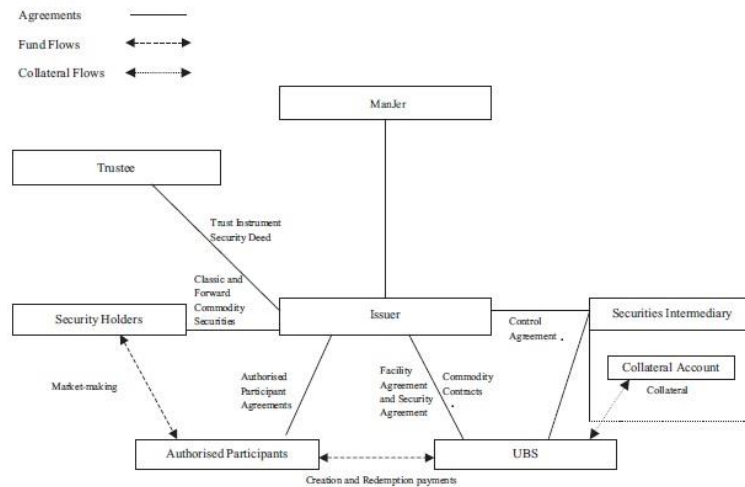 Agreements
Fund Flows
Collateral Flows
ManJer
Trustee
Trust Instrument
Security Deed
Classic and
Forward
Commodity
Securities
Security Holders
Issuer
Control
Agreement
Securities Intermediary
Collateral Account
Collateral
Market-making
Authorised
Participant
Agreements
Facility
Agreement
and Security
Agreement
Commodity
Contracts
Authorised Participants
UBS
Creation and Redemption payments